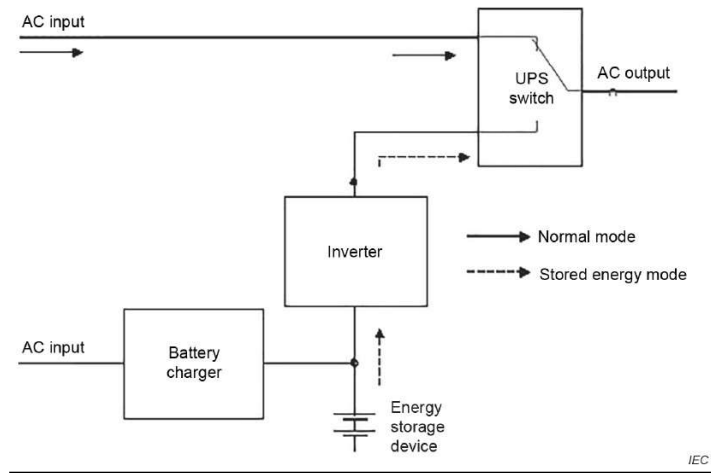 AC input
UPS
switch
AC output
Inverter
Normal mode
Stored energy mode
AC input
Battery
charger
Energy
storage
device
IEC